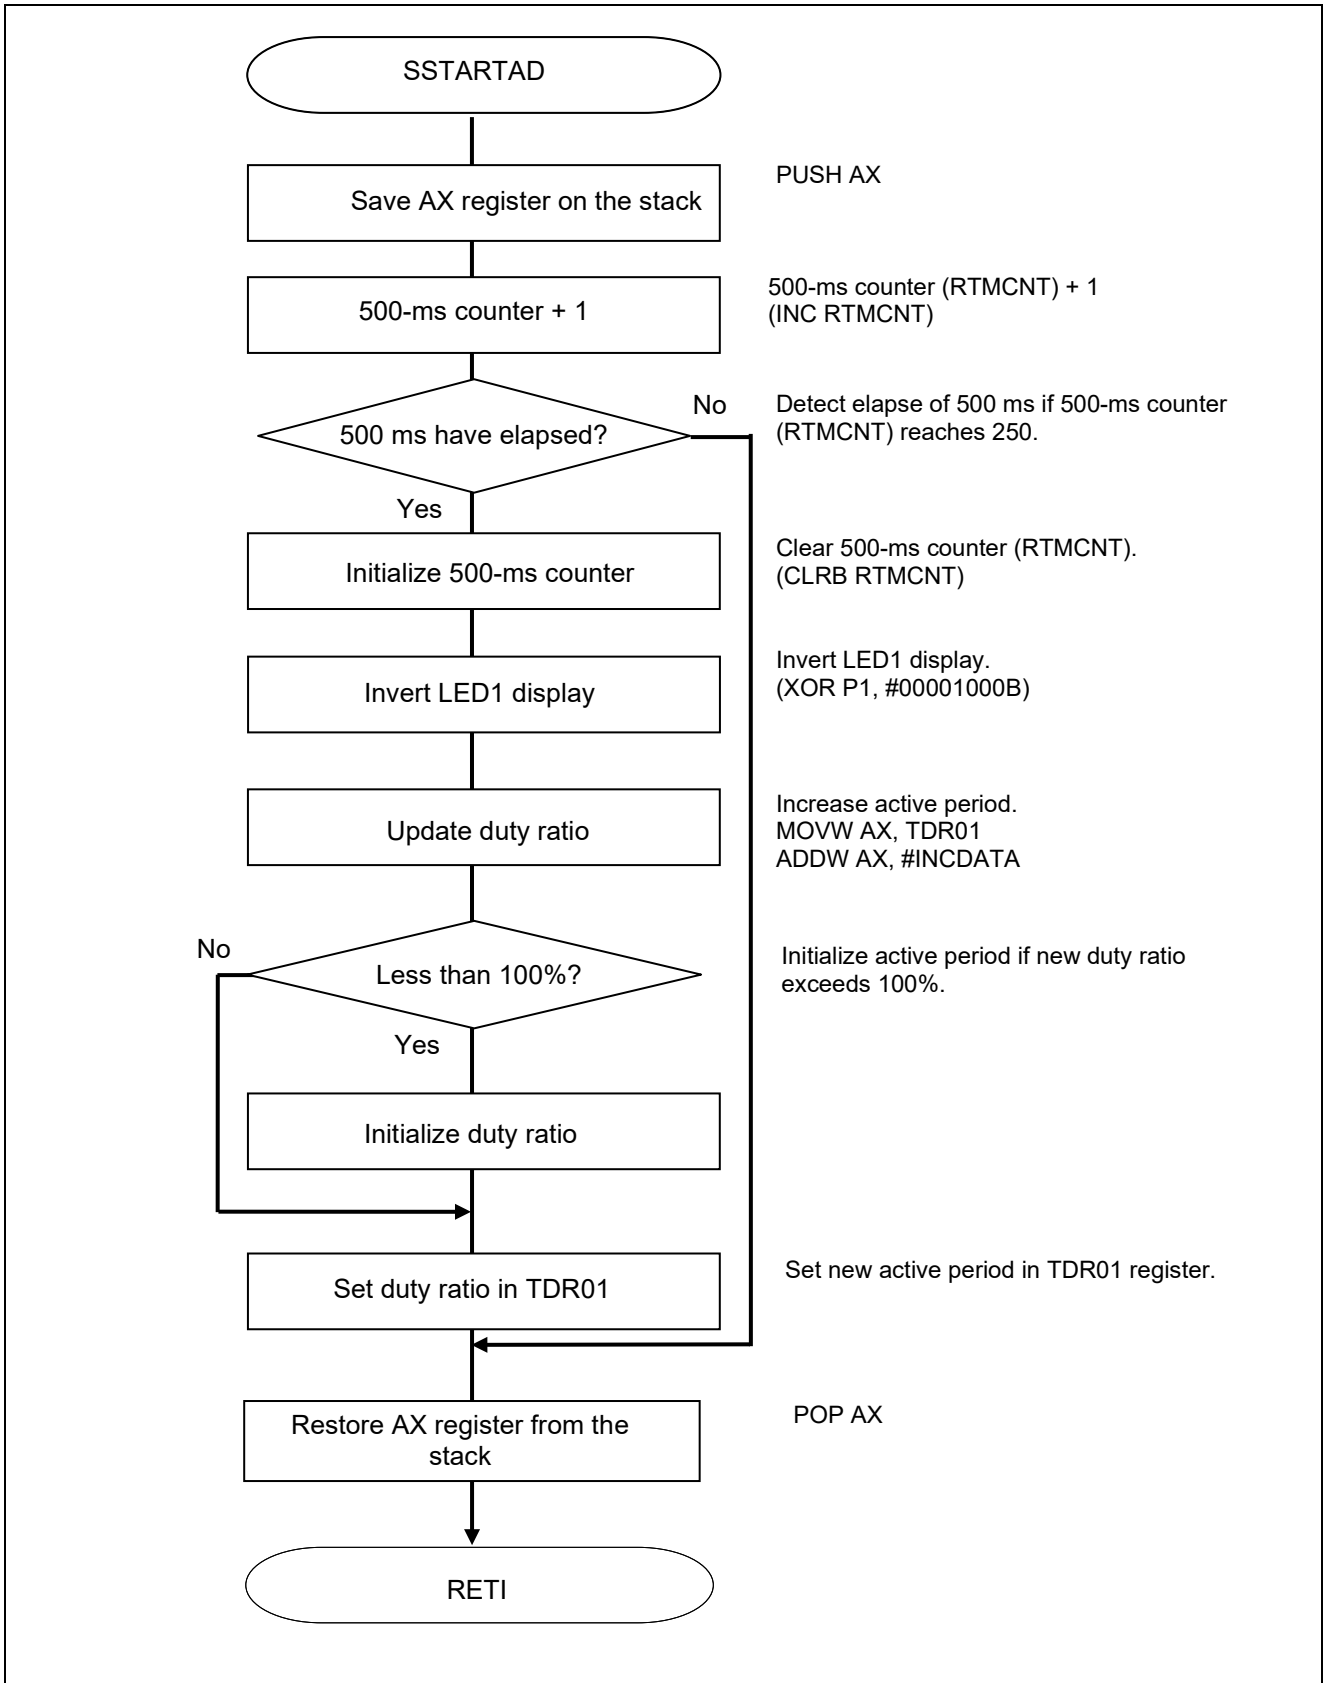 SSTARTAD
Save AX register on the stack
PUSH AX
500-ms counter + 1
500-ms counter (RTMCNT) + 1
(INC RTMCNT)
500 ms have elapsed?
No
Detect elapse of 500 ms if 500-ms counter
(RTMCNT) reaches 250.
Yes
Initialize 500-ms counter
Clear 500-ms counter (RTMCNT).
(CLRB RTMCNT)
Invert LED1 display
Invert LED1 display.
(XOR P1, #00001000B)
Update duty ratio
Increase active period.
MOVW AX, TDR01
ADDW AX, #INCDATA
No
Less than 100%?
Initialize active period if new duty ratio
exceeds 100%.
Yes
Initialize duty ratio
Set duty ratio in TDR01
Set new active period in TDR01 register.
Restore AX register from the
stack
POP AX
RETI